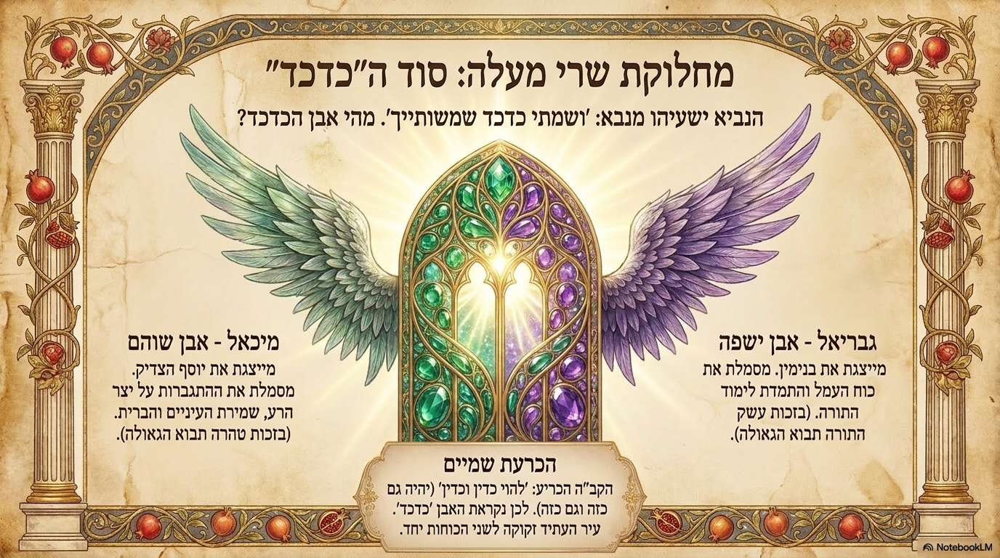 מחלוקת שרי מעלה: סוד ה"כדכד"
הנביא ישעיהו מנבא: 'ושמתי כדכד שמשותייך'. מהי אבן הכדכד?
גבריאל - אבן ישפה
מייצגת את בנימין. מסמלת את
כוח העמל והתמדת לימוד
התורה. (בזכות עשק
התורה תבוא הגאולה).
מיכאל - אבן שוהם
מייצגת את יוסף הצדיק.
מסמלת את ההתגברות על יצר
הרע, שמירת העיניים והברית.
(בזכות טהרה תבוא הגאולה).
הכרעת שמיים
הקב"ה הכריע: 'להוי כדין וכדין' (יהיה גם
כזה וגם כזה). לכן נקראת האבן 'כדכד'.
עיר העתיד זקוקה לשני הכוחות יחד.
NotebookLM